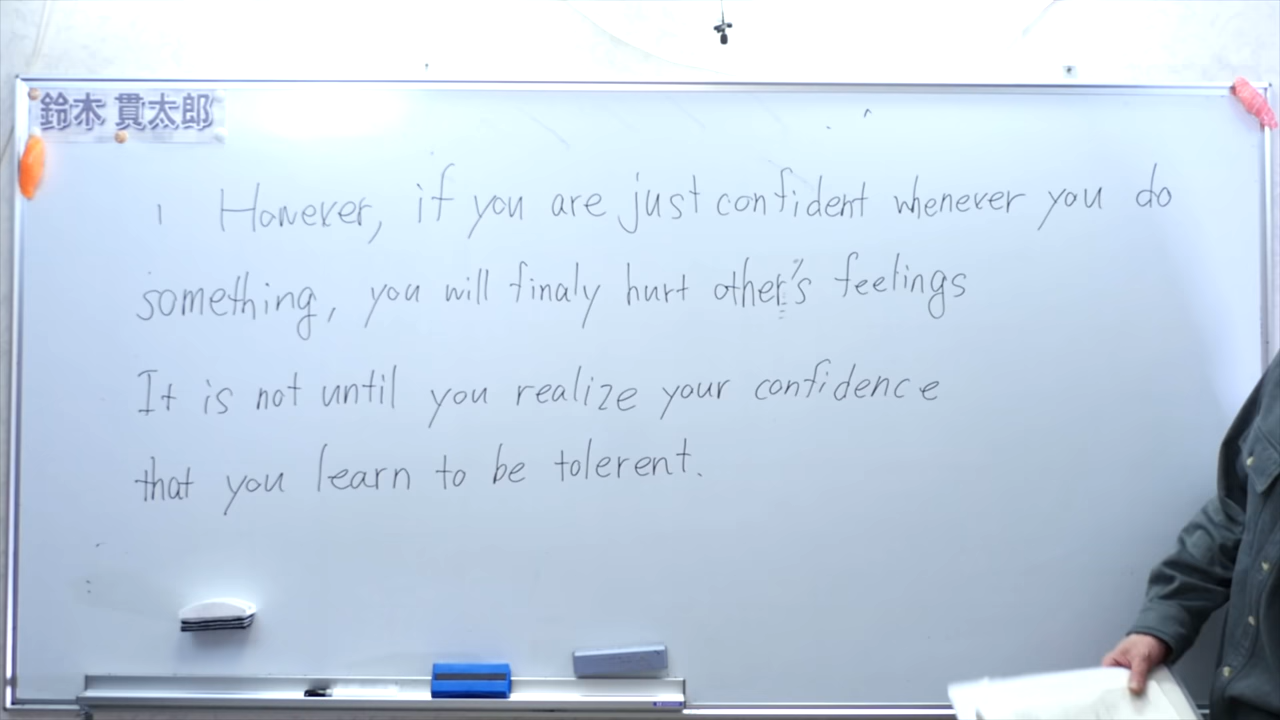 鈴木 貫太郎
1 However, if you are just confident whenever you do
something, you will finaly hurt other's feelings
It is not until you realize your confidence
that you learn to be tolerent.